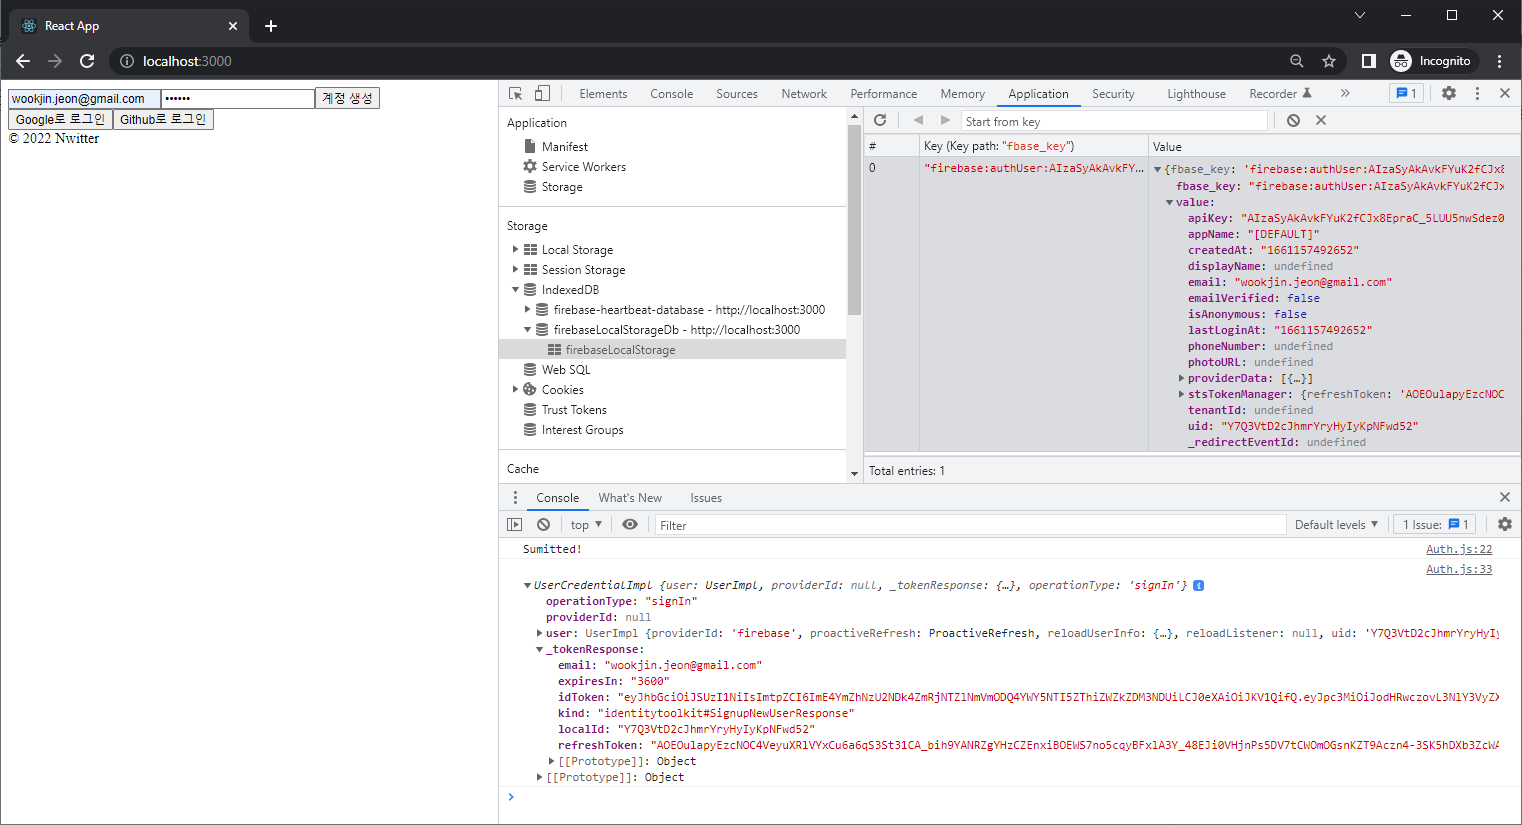 React App
localhost:3000
Incognito
wookjin.jeon@gmail.com •••••• 계정 생성
Google로 로그인 Github로 로그인
© 2022 Nwitter
Elements Console Sources Network Performance Memory Application Security Lighthouse Recorder 1
Application
Manifest
Service Workers
Storage
Storage
Local Storage
Session Storage
IndexedDB
firebase-heartbeat-database - http://localhost:3000
firebaseLocalStorageDb - http://localhost:3000
firebaseLocalStorage
Web SQL
Cookies
Trust Tokens
Interest Groups
Cache
Start from key
# Key (Key path: "fbase_key") Value
0 "firebase:authUser:AIzaSyAkAvkFY... {fbase_key: 'firebase:authUser:AIzaSyAkAvkFYuK2fCJx8
fbase_key: "firebase:authUser:AIzaSyAkAvkFYuK2fCJx
value:
apiKey: "AIzaSyAkAvkFYuK2fCJx8EpraC_5LUU5nwSdez0
appName: "[DEFAULT]"
createdAt: "1661157492652"
displayName: undefined
email: "wookjin.jeon@gmail.com"
emailVerified: false
isAnonymous: false
lastLoginAt: "1661157492652"
phoneNumber: undefined
photoURL: undefined
providerData: [{…}]
stsTokenManager: {refreshToken: 'AOEOulapyEzcNOC
tenantId: undefined
uid: "Y7Q3VtD2cJhmrYryHyIyKpNFwd52"
_redirectEventId: undefined
Total entries: 1
Console What's New Issues
top Filter Default levels 1 Issue: 1
Sumitted! Auth.js:22
Auth.js:33
UserCredentialImpl {user: UserImpl, providerId: null, _tokenResponse: {…}, operationType: 'signIn'}
operationType: "signIn"
providerId: null
user: UserImpl {providerId: 'firebase', proactiveRefresh: ProactiveRefresh, reloadUserInfo: {…}, reloadListener: null, uid: 'Y7Q3VtD2cJhmrYryHyIy
_tokenResponse:
email: "wookjin.jeon@gmail.com"
expiresIn: "3600"
idToken: "eyJhbGciOiJSUzI1NiIsImtpZCI6ImE4YmZhNzU2NDk4ZmRjNTZlNmVmODQ4YWY5NTI5ZThiZWZkZDM3NDUiLCJ0eXAiOiJKV1QifQ.eyJpc3MiOiJodHRwczovL3NlY3VyZX
kind: "identitytoolkit#SignupNewUserResponse"
localId: "Y7Q3VtD2cJhmrYryHyIyKpNFwd52"
refreshToken: "AOEOulapyEzcNOC4VeyuXRlVYxCu6a6qS3St31CA_bih9YANRZgYHzCZEnxiBOEWS7no5cqyBFxlA3Y_48EJi0VHjnPs5DV7tCWOmOGsnKZT9Aczn4-3SK5hDXb3ZcWA
[[Prototype]]: Object
[[Prototype]]: Object